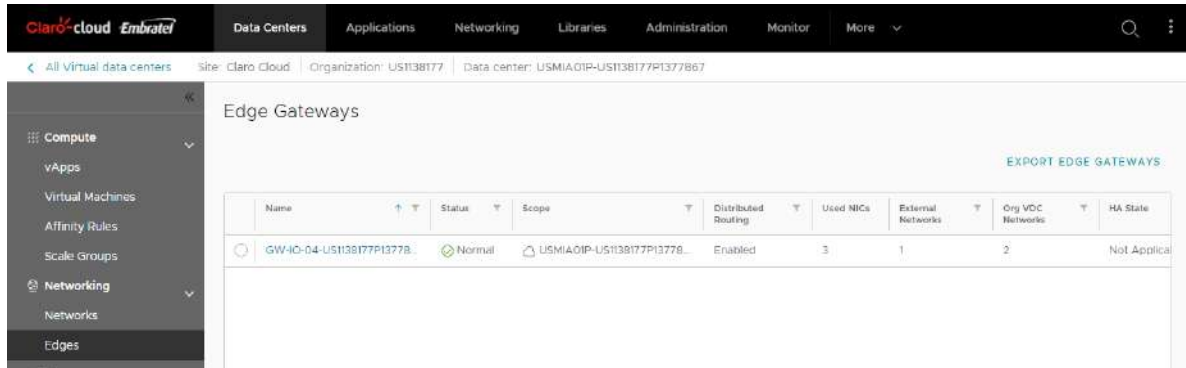 Claro-cloud Embratel Data Centers Applications Networking Libraries Administration Monitor More
All Virtual data centers Site: Claro Cloud Organization: US1138177 Data center: USMIA01P-US1138177P1377867
Edge Gateways
Compute
vApps
EXPORT EDGE GATEWAYS
Virtual Machines
Affinity Rules
Scale Groups
Networking
Networks
Edges
Name Status Scope Distributed Routing Used NICs External Networks Org VDC Networks HA State
GW-IO-04-US1138177P13778... Normal USMIA01P-US1138177P13778... Enabled 3 1 2 Not Applica